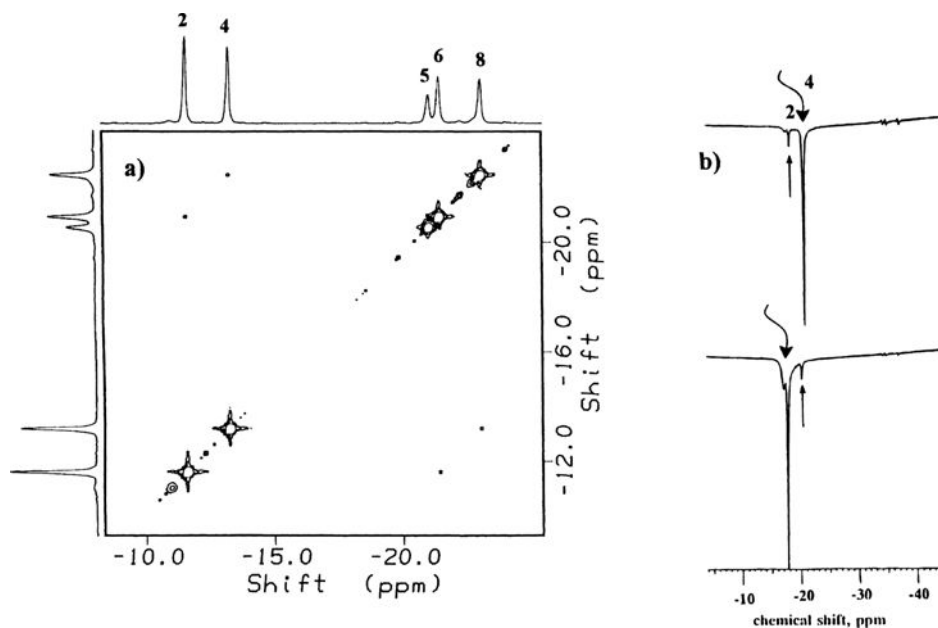 2 4 5 6 8
a)
-20.0
-16.0
-12.0
Shift (ppm)
-10.0 -15.0 -20.0
Shift (ppm)
b)
4
2
-10 -20 -30 -40
chemical shift, ppm